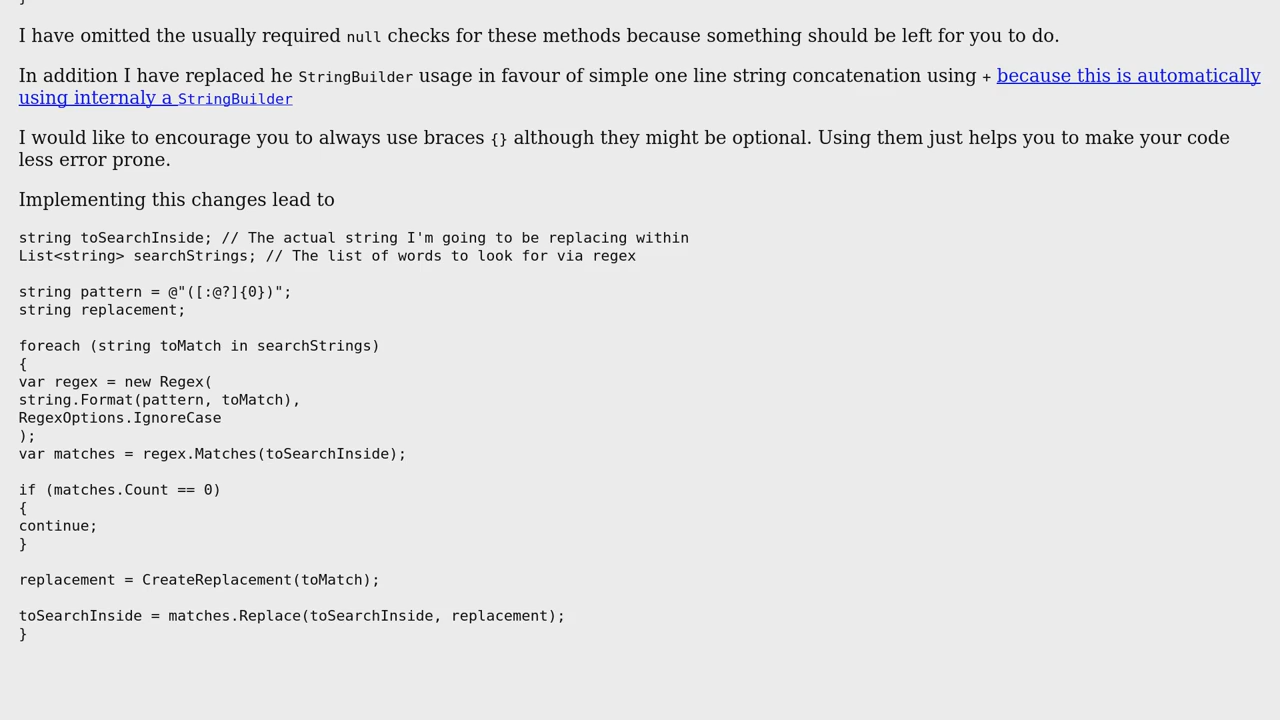 }
I have omitted the usually required null checks for these methods because something should be left for you to do.
In addition I have replaced he StringBuilder usage in favour of simple one line string concatenation using + because this is automatically
using internaly a StringBuilder
I would like to encourage you to always use braces {} although they might be optional. Using them just helps you to make your code
less error prone.
Implementing this changes lead to
string toSearchInside; // The actual string I'm going to be replacing within
List<string> searchStrings; // The list of words to look for via regex
string pattern = @"([:@?]{0})";
string replacement;
foreach (string toMatch in searchStrings)
{
var regex = new Regex(
string.Format(pattern, toMatch),
RegexOptions.IgnoreCase
);
var matches = regex.Matches(toSearchInside);
if (matches.Count == 0)
{
continue;
}
replacement = CreateReplacement(toMatch);
toSearchInside = matches.Replace(toSearchInside, replacement);
}